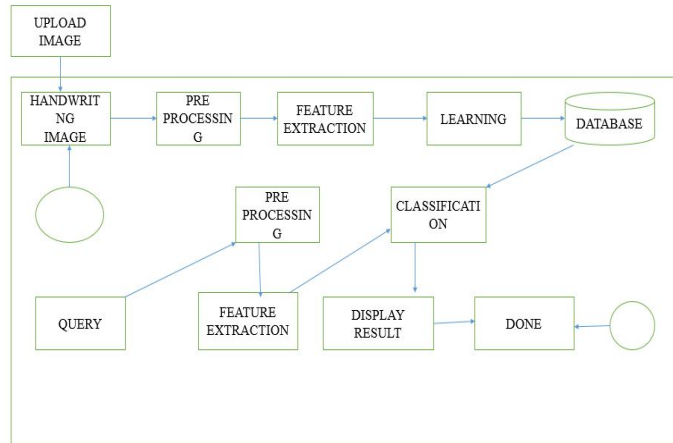 UPLOAD
IMAGE
HANDWRIT
NG
IMAGE
PRE
PROCESSIN
G
FEATURE
EXTRACTION
LEARNING
DATABASE
PRE
PROCESSIN
G
CLASSIFICATI
ON
QUERY
FEATURE
EXTRACTION
DISPLAY
RESULT
DONE